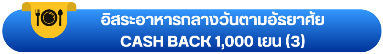 อิสระอาหารกลางวันตามอัธยาศัย
CASH BACK 1,000 เยน (3)